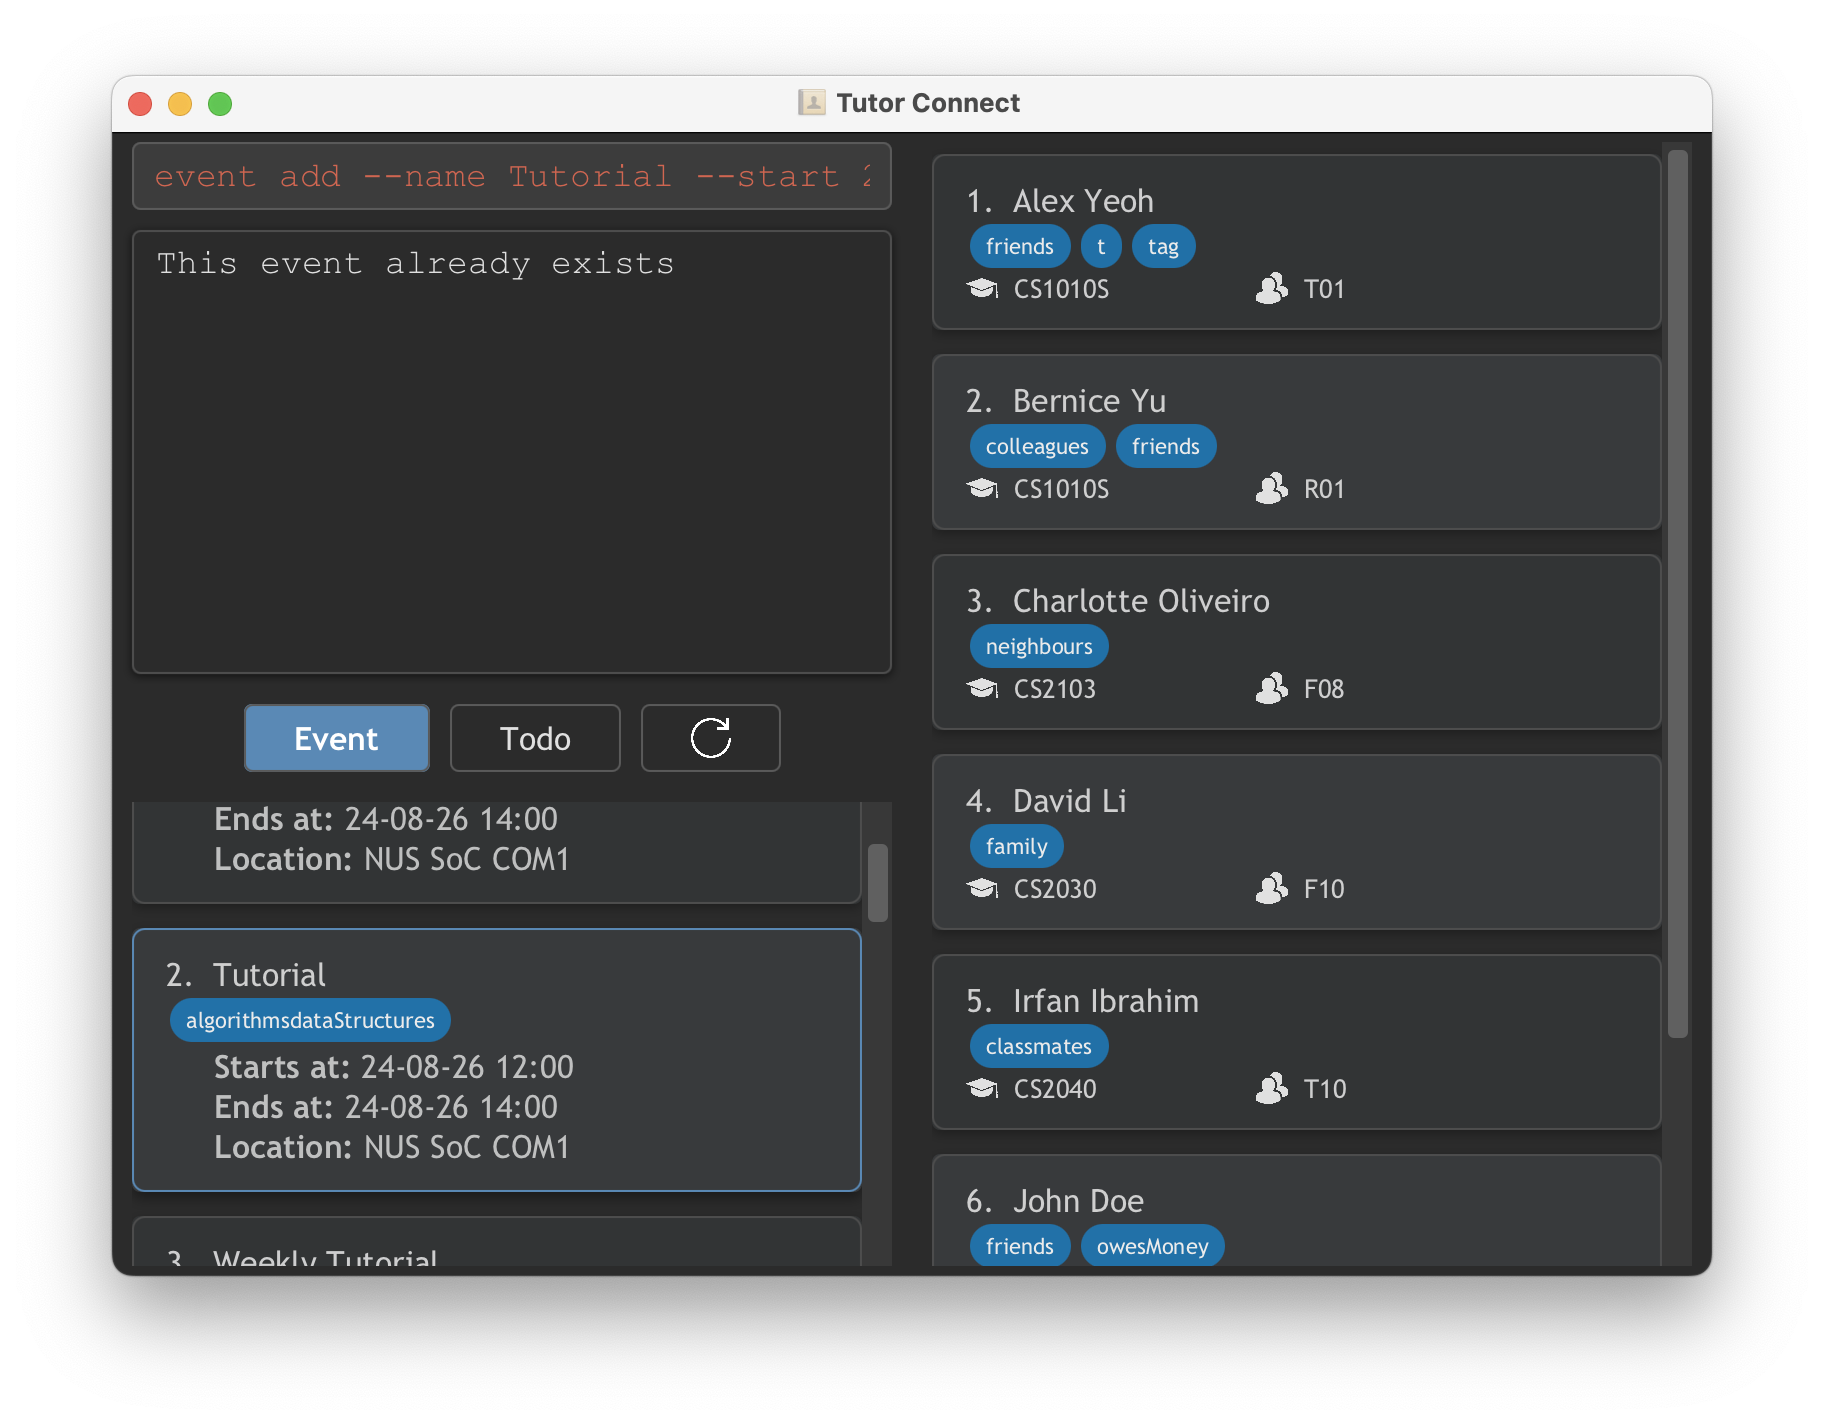 Tutor Connect
event add --name Tutorial --start
This event already exists
Event
Todo
Ends at: 24-08-26 14:00
Location: NUS SoC COM1
2. Tutorial
algorithmsdataStructures
Starts at: 24-08-26 12:00
Ends at: 24-08-26 14:00
Location: NUS SoC COM1
3. Weekly Tutorial
1. Alex Yeoh
friends t tag
CS1010S T01
2. Bernice Yu
colleagues friends
CS1010S R01
3. Charlotte Oliveiro
neighbours
CS2103 F08
4. David Li
family
CS2030 F10
5. Irfan Ibrahim
classmates
CS2040 T10
6. John Doe
friends owesMoney